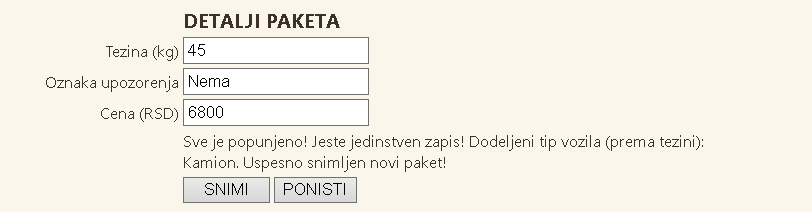 DETALJI PAKETA
Tezina (kg) 45
Oznaka upozorenja Nema
Cena (RSD) 6800
Sve je popunjeno! Jeste jedinstven zapis! Dodeljeni tip vozila (prema tezini):
Kamion. Uspesno snimljen novi paket!
SNIMI PONISTI